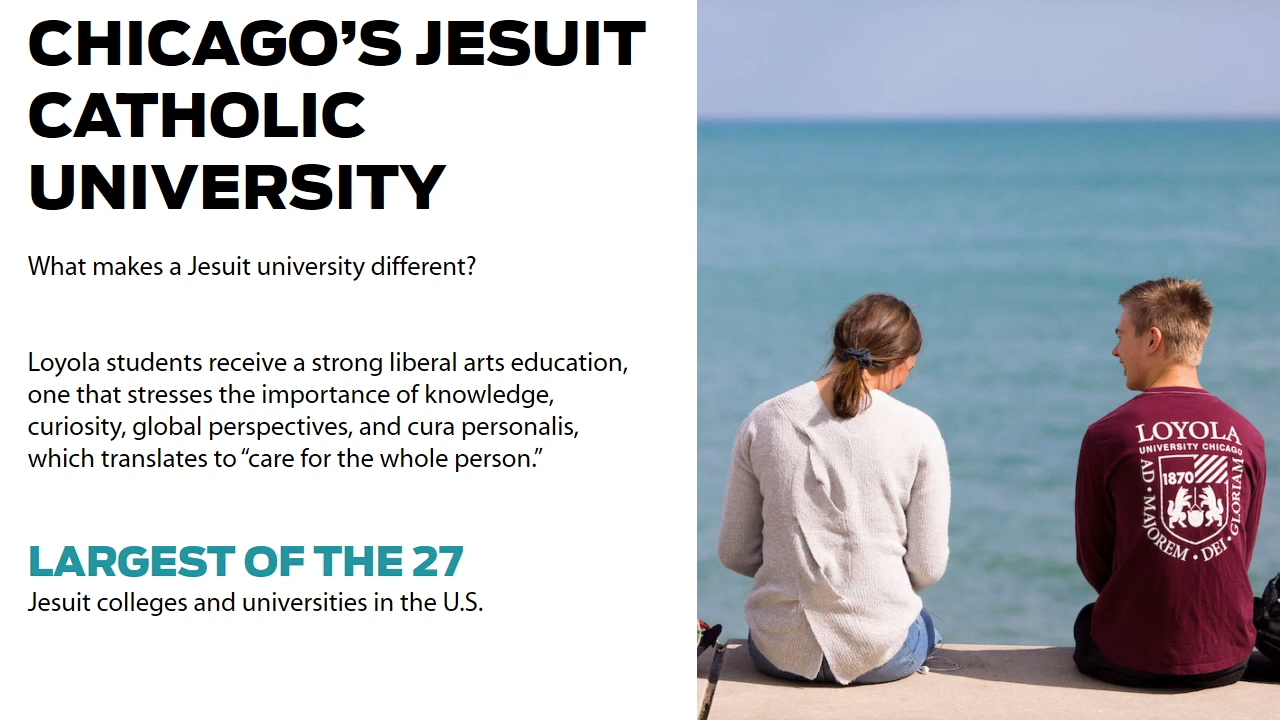 CHICAGO’S JESUIT
CATHOLIC
UNIVERSITY
What makes a Jesuit university different?
Loyola students receive a strong liberal arts education,
one that stresses the importance of knowledge,
curiosity, global perspectives, and cura personalis,
which translates to “care for the whole person.”
LARGEST OF THE 27
Jesuit colleges and universities in the U.S.
LOYOLA
UNIVERSITY CHICAGO
1870
AD • MAJOREM • DEI • GLORIAM